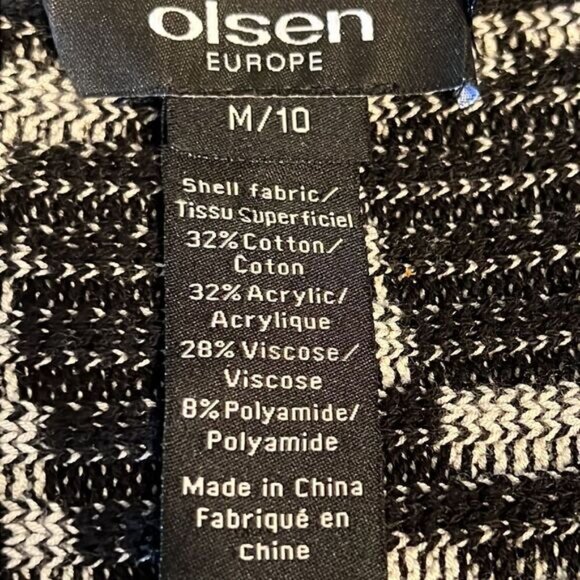 olsen
EUROPE
M/10
Shell fabric/
Tissu Superficiel
32% Cotton/
Coton
32% Acrylic/
Acrylique
28% Viscose/
Viscose
8% Polyamide/
Polyamide
Made in China
Fabriqué en
Chine